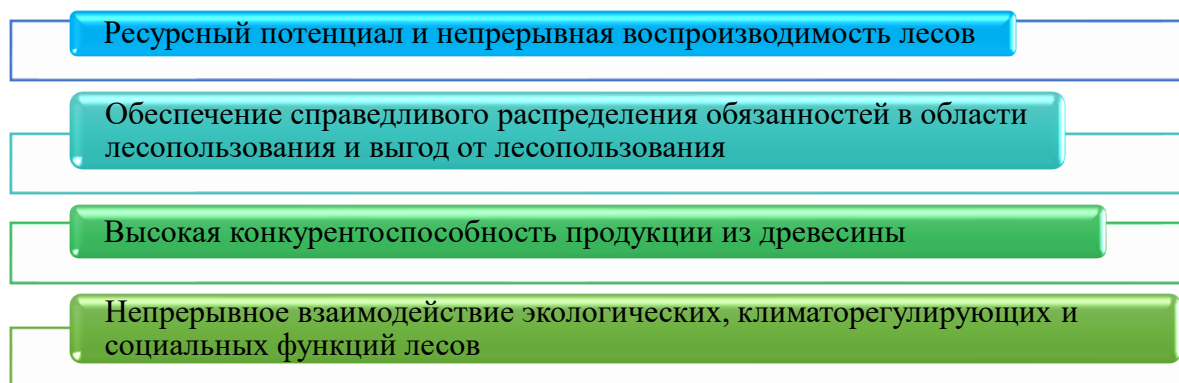 Ресурсный потенциал и непрерывная воспроизводимость лесов
Обеспечение справедливого распределения обязанностей в области
лесопользования и выгод от лесопользования
Высокая конкурентоспособность продукции из древесины
Непрерывное взаимодействие экологических, климаторегулирующих и
социальных функций лесов